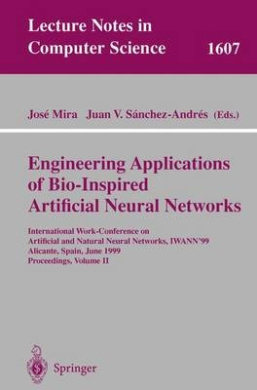 Lecture Notes in
Computer Science 1607
José Mira Juan V. Sánchez-Andrés (Eds.)
Engineering Applications
of Bio-Inspired
Artificial Neural Networks
International Work-Conference on
Artificial and Natural Neural Networks, IWANN'99
Alicante, Spain, June 1999
Proceedings, Volume II
Springer